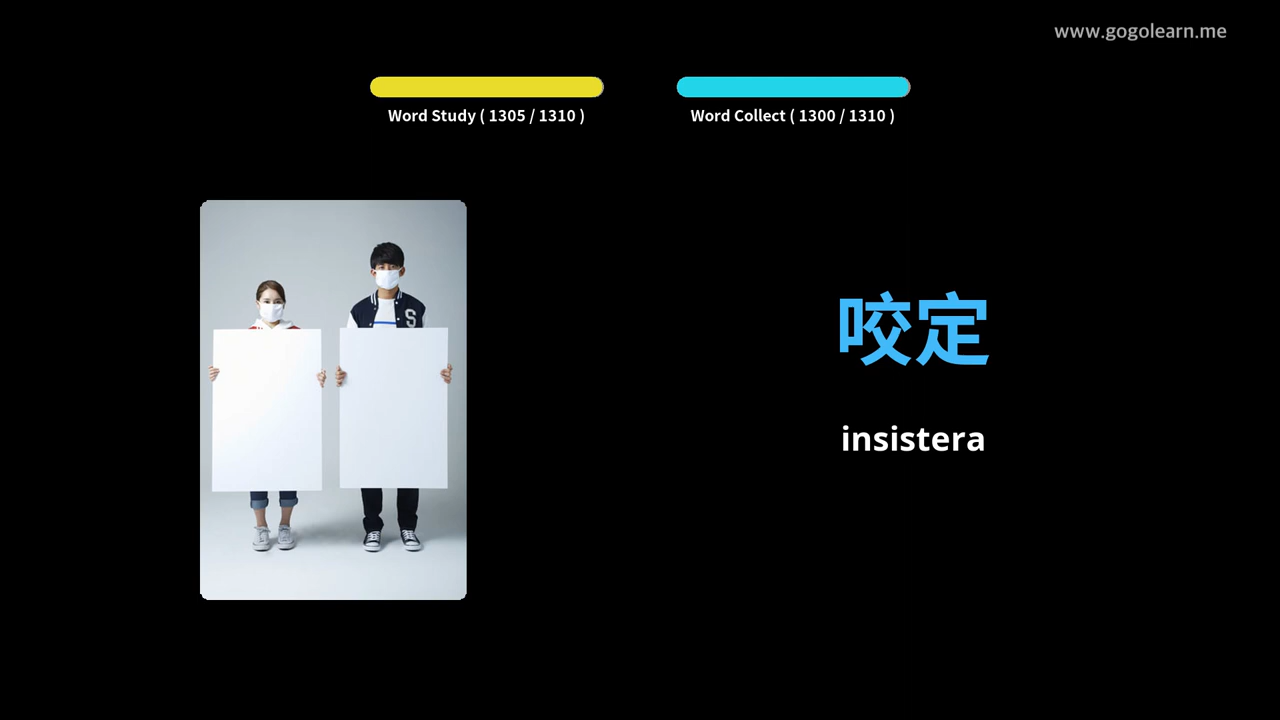 www.gogolearn.me
Word Study ( 1305 / 1310 )
Word Collect ( 1300 / 1310 )
S
咬定
insistera